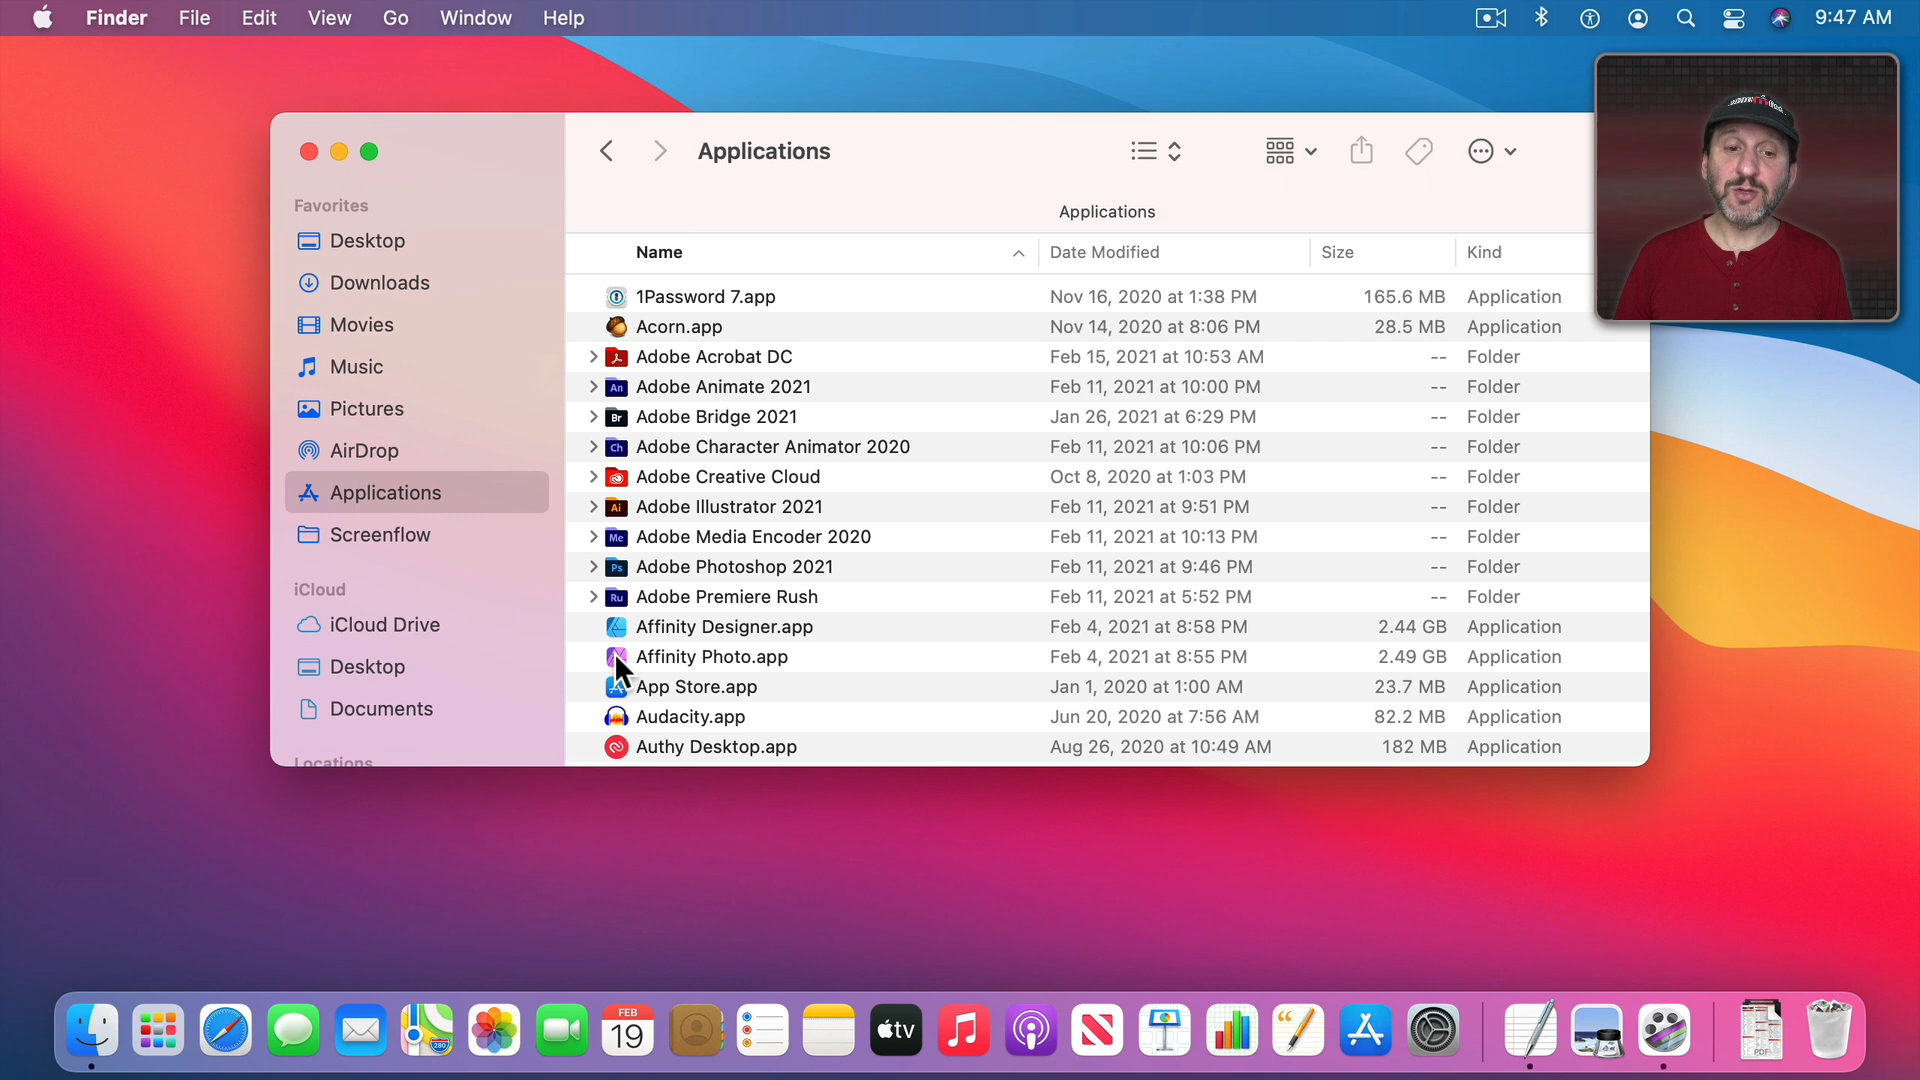 Finder File Edit View Go Window Help 9:47 AM
Applications
Favorites
Desktop
Downloads
Movies
Music
Pictures
AirDrop
Applications
Screenflow
iCloud
iCloud Drive
Desktop
Documents
Locations
Applications
Name Date Modified Size Kind
1Password 7.app Nov 16, 2020 at 1:38 PM 165.6 MB Application
Acorn.app Nov 14, 2020 at 8:06 PM 28.5 MB Application
Adobe Acrobat DC Feb 15, 2021 at 10:53 AM -- Folder
An Adobe Animate 2021 Feb 11, 2021 at 10:00 PM -- Folder
Br Adobe Bridge 2021 Jan 26, 2021 at 6:29 PM -- Folder
Ch Adobe Character Animator 2020 Feb 11, 2021 at 10:06 PM -- Folder
Adobe Creative Cloud Oct 8, 2020 at 1:03 PM -- Folder
Ai Adobe Illustrator 2021 Feb 11, 2021 at 9:51 PM -- Folder
Me Adobe Media Encoder 2020 Feb 11, 2021 at 10:13 PM -- Folder
Ps Adobe Photoshop 2021 Feb 11, 2021 at 9:46 PM -- Folder
Ru Adobe Premiere Rush Feb 11, 2021 at 5:52 PM -- Folder
Affinity Designer.app Feb 4, 2021 at 8:58 PM 2.44 GB Application
Affinity Photo.app Feb 4, 2021 at 8:55 PM 2.49 GB Application
App Store.app Jan 1, 2020 at 1:00 AM 23.7 MB Application
Audacity.app Jun 20, 2020 at 7:56 AM 82.2 MB Application
Authy Desktop.app Aug 26, 2020 at 10:49 AM 182 MB Application
280
FEB
19
tv
PDF